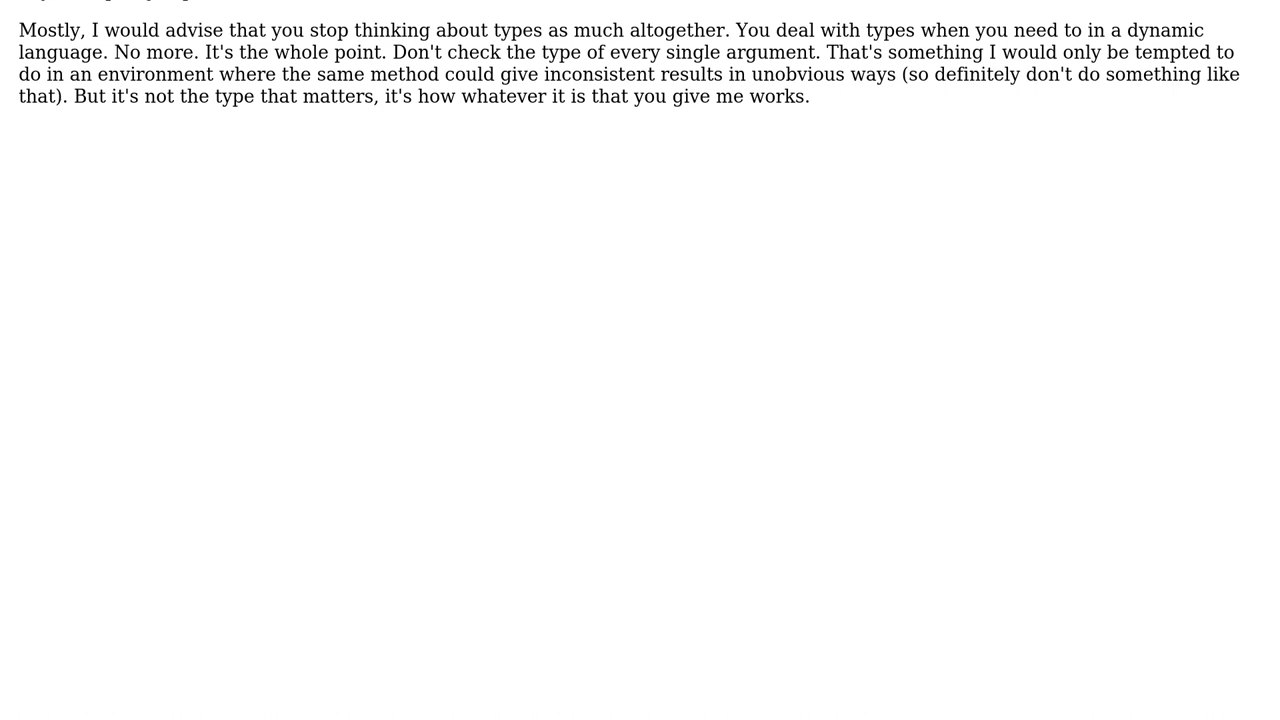 Mostly, I would advise that you stop thinking about types as much altogether. You deal with types when you need to in a dynamic
language. No more. It's the whole point. Don't check the type of every single argument. That's something I would only be tempted to
do in an environment where the same method could give inconsistent results in unobvious ways (so definitely don't do something like
that). But it's not the type that matters, it's how whatever it is that you give me works.